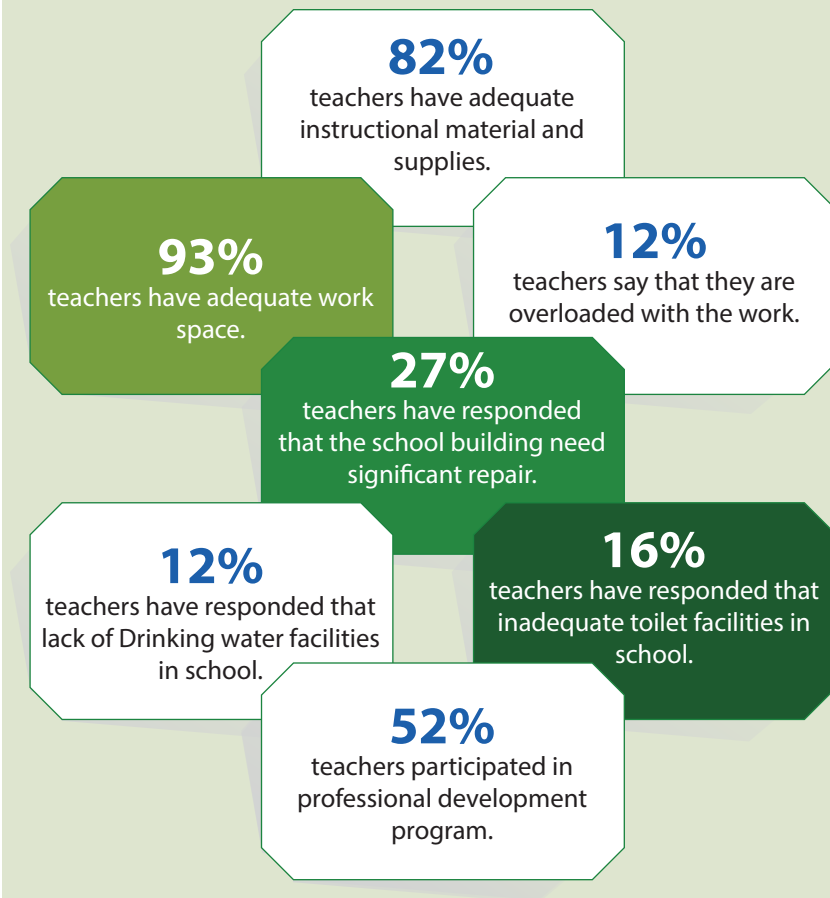 82%
teachers have adequate
instructional material and
supplies.
93%
teachers have adequate work
space.
12%
teachers say that they are
overloaded with the work.
27%
teachers have responded
that the school building need
significant repair.
12%
teachers have responded that
lack of Drinking water facilities
in school.
16%
teachers have responded that
inadequate toilet facilities in
school.
52%
teachers participated in
professional development
program.